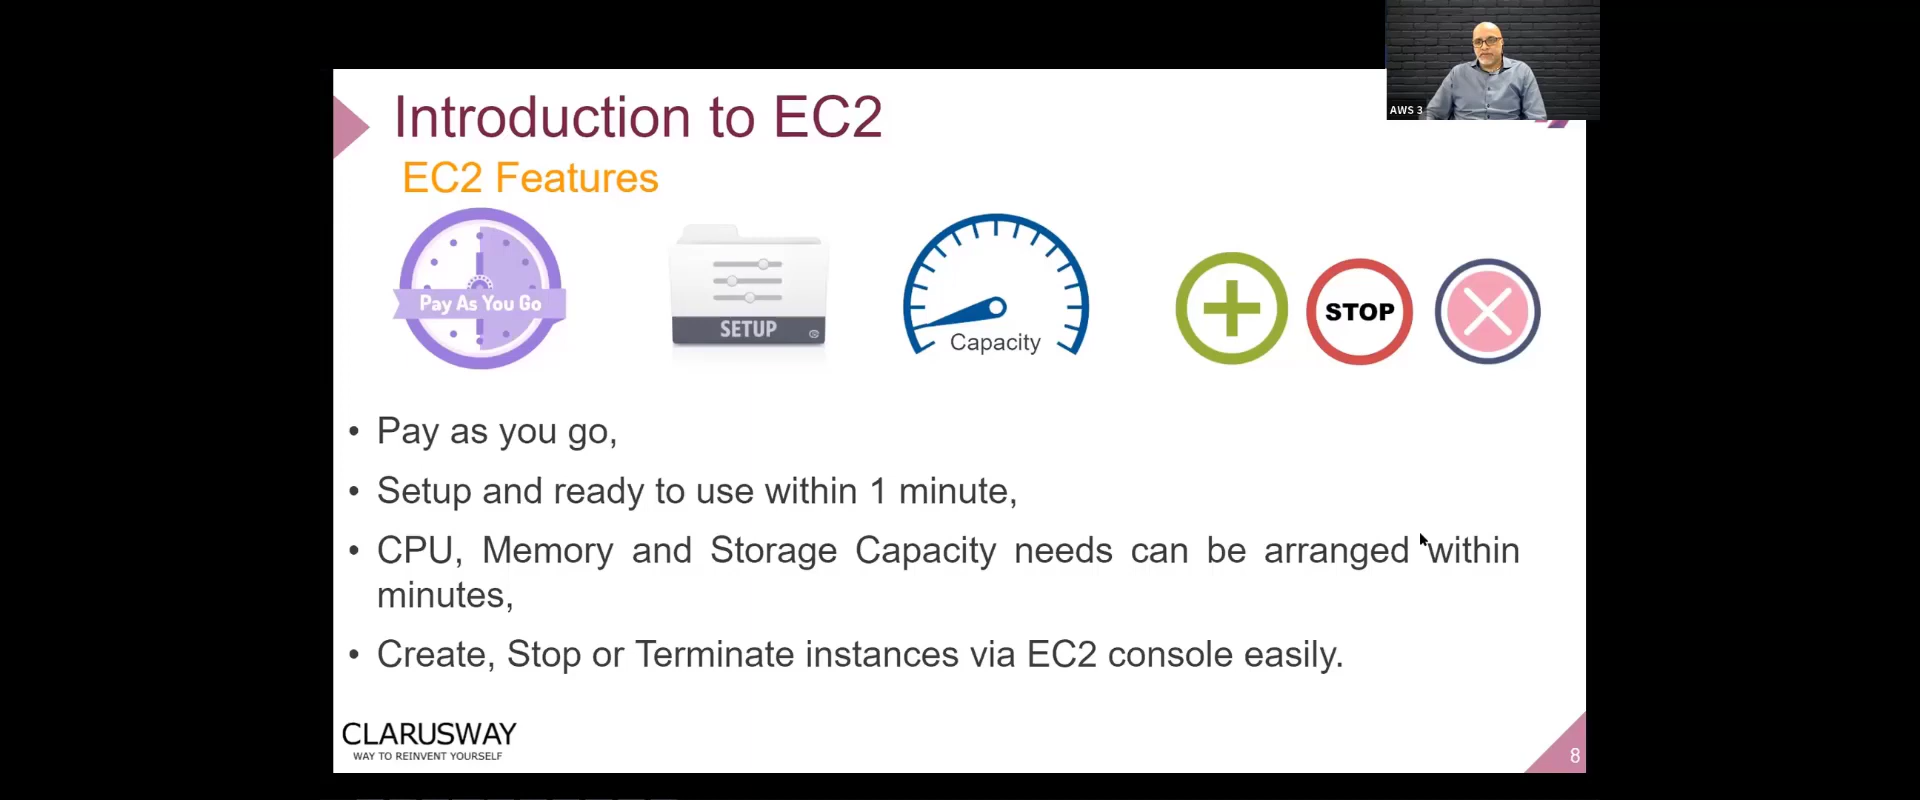 AWS 3
Introduction to EC2
EC2 Features
Pay As You Go
SETUP
Capacity
STOP
• Pay as you go,
• Setup and ready to use within 1 minute,
• CPU, Memory and Storage Capacity needs can be arranged within
minutes,
• Create, Stop or Terminate instances via EC2 console easily.
CLARUSWAY
WAY TO REINVENT YOURSELF
8